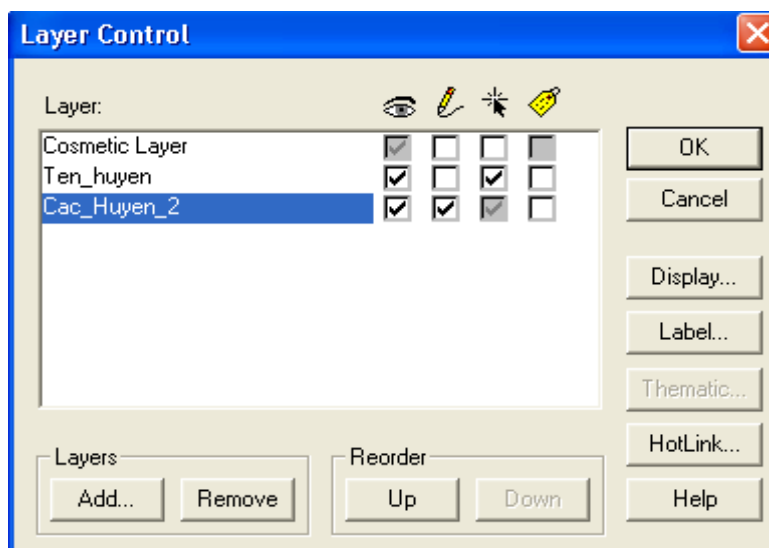 Layer Control
Layer:
Cosmetic Layer
Ten_huyen
Cac_Huyen_2
OK
Cancel
Display...
Label...
Thematic...
HotLink...
Help
Layers
Add...
Remove
Reorder
Up
Down